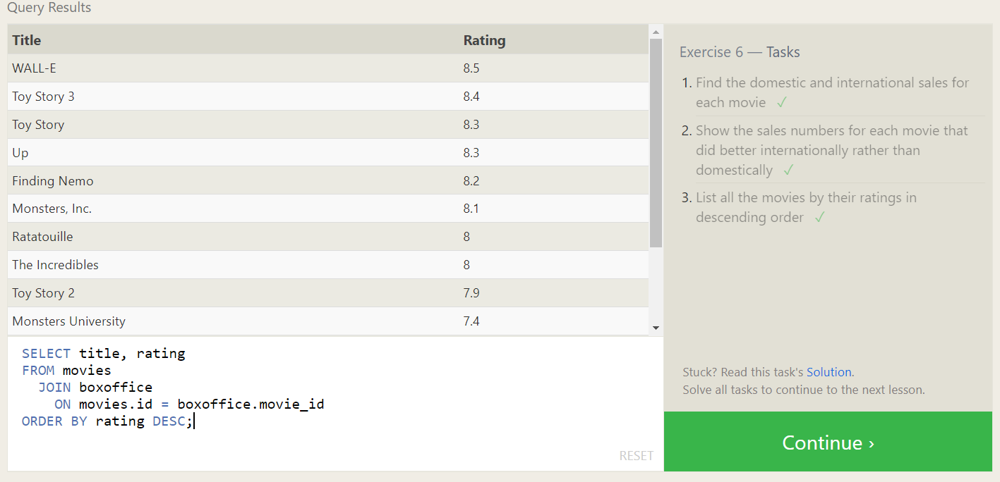 Query Results
Title Rating
WALL-E 8.5
Toy Story 3 8.4
Toy Story 8.3
Up 8.3
Finding Nemo 8.2
Monsters, Inc. 8.1
Ratatouille 8
The Incredibles 8
Toy Story 2 7.9
Monsters University 7.4
SELECT title, rating
FROM movies
JOIN boxoffice
ON movies.id = boxoffice.movie_id
ORDER BY rating DESC;
RESET
Exercise 6 — Tasks
1. Find the domestic and international sales for
each movie ✓
2. Show the sales numbers for each movie that
did better internationally rather than
domestically ✓
3. List all the movies by their ratings in
descending order ✓
Stuck? Read this task's Solution.
Solve all tasks to continue to the next lesson.
Continue ›